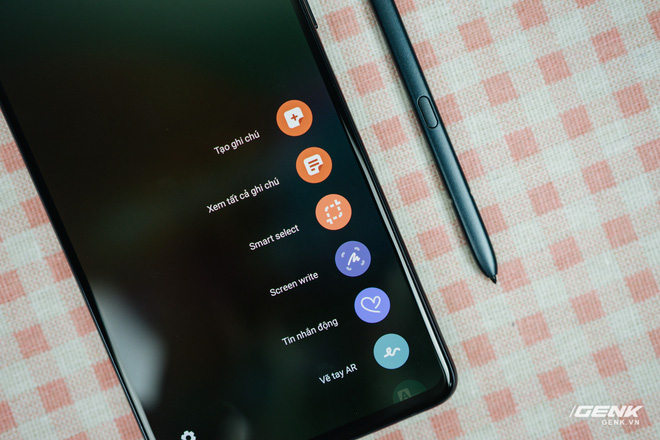 Tạo ghi chú
Xem tất cả ghi chú
Smart select
Screen write
Tin nhắn động
Vẽ tay AR
GENK
GENK.VN